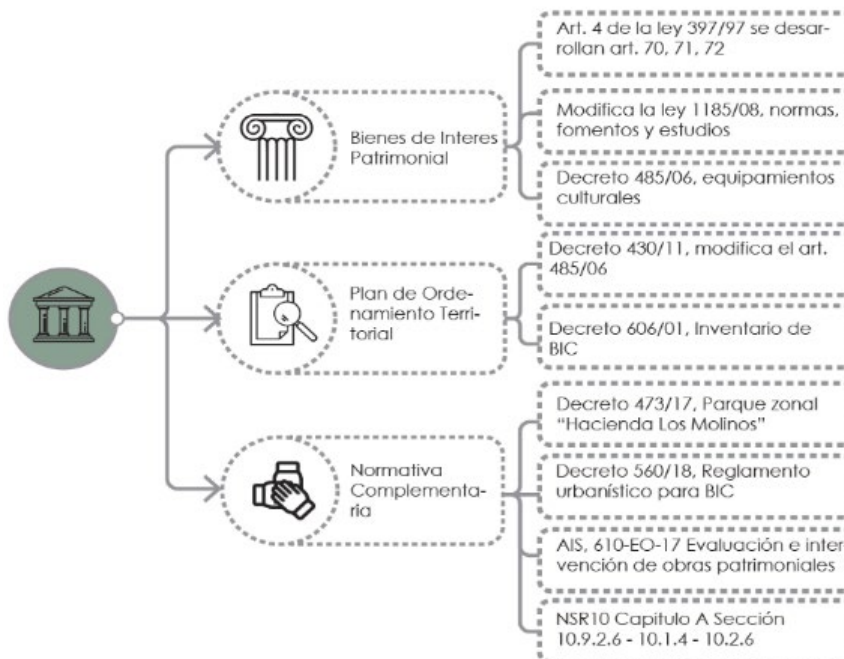 Bienes de Interes
Patrimonial
Art. 4 de la ley 397/97 se desar-
rollan art. 70, 71, 72
Modifica la ley 1185/08, normas,
fomentos y estudios
Decreto 485/06, equipamientos
culturales
Plan de Orde-
namiento Terri-
torial
Decreto 430/11, modifica el art.
485/06
Decreto 606/01, Inventario de
BIC
Normativa
Complementa-
ria
Decreto 473/17, Parque zonal
“Hacienda Los Molinos”
Decreto 560/18, Reglamento
urbanístico para BIC
AIS, 610-EO-17 Evaluación e inter
vención de obras patrimoniales
NSR10 Capitulo A Sección
10.9.2.6 - 10.1.4 - 10.2.6